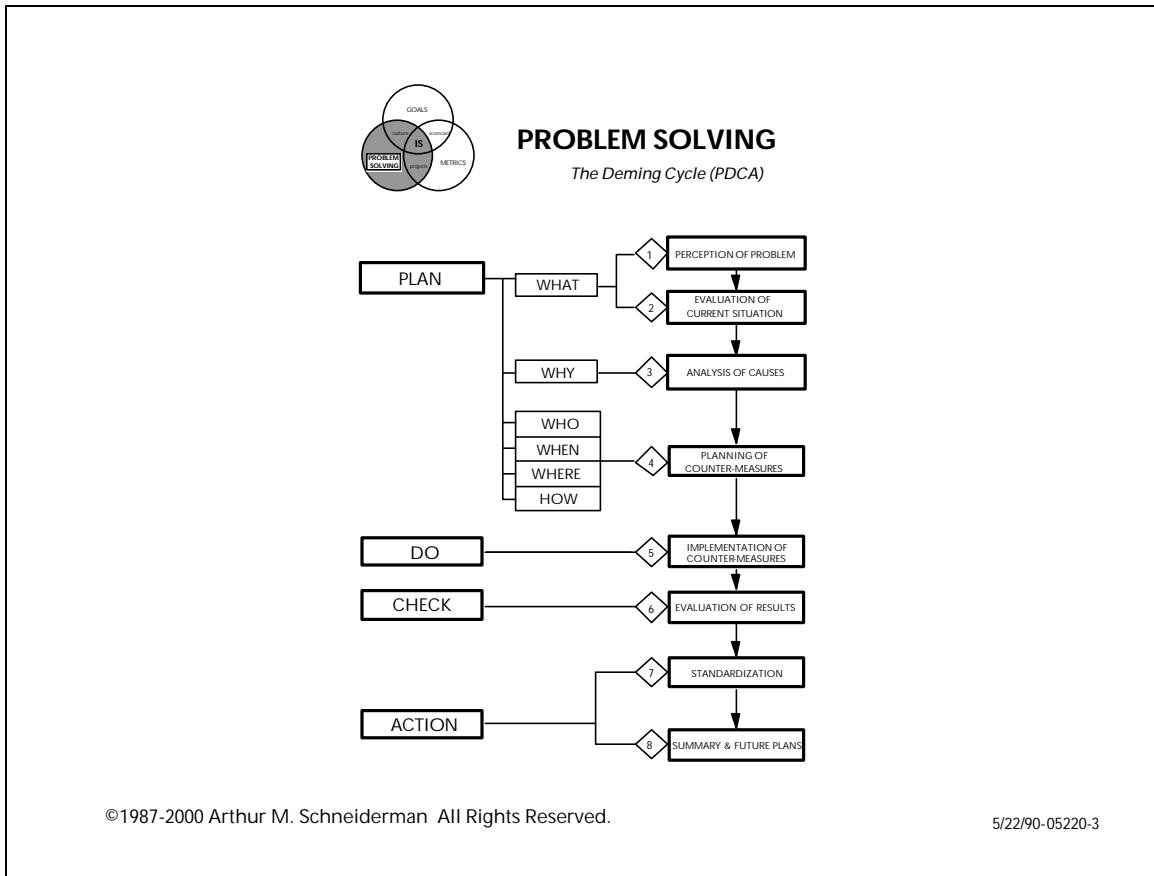 GOALS
culture
scorecard
IS
PROBLEM
SOLVING
projects
METRICS
PROBLEM SOLVING
The Deming Cycle (PDCA)
PLAN
WHAT
1
PERCEPTION OF PROBLEM
2
EVALUATION OF
CURRENT SITUATION
WHY
3
ANALYSIS OF CAUSES
WHO
WHEN
WHERE
HOW
4
PLANNING OF
COUNTER-MEASURES
DO
5
IMPLEMENTATION OF
COUNTER-MEASURES
CHECK
6
EVALUATION OF RESULTS
ACTION
7
STANDARDIZATION
8
SUMMARY & FUTURE PLANS
©1987-2000 Arthur M. Schneiderman All Rights Reserved.
5/22/90-05220-3